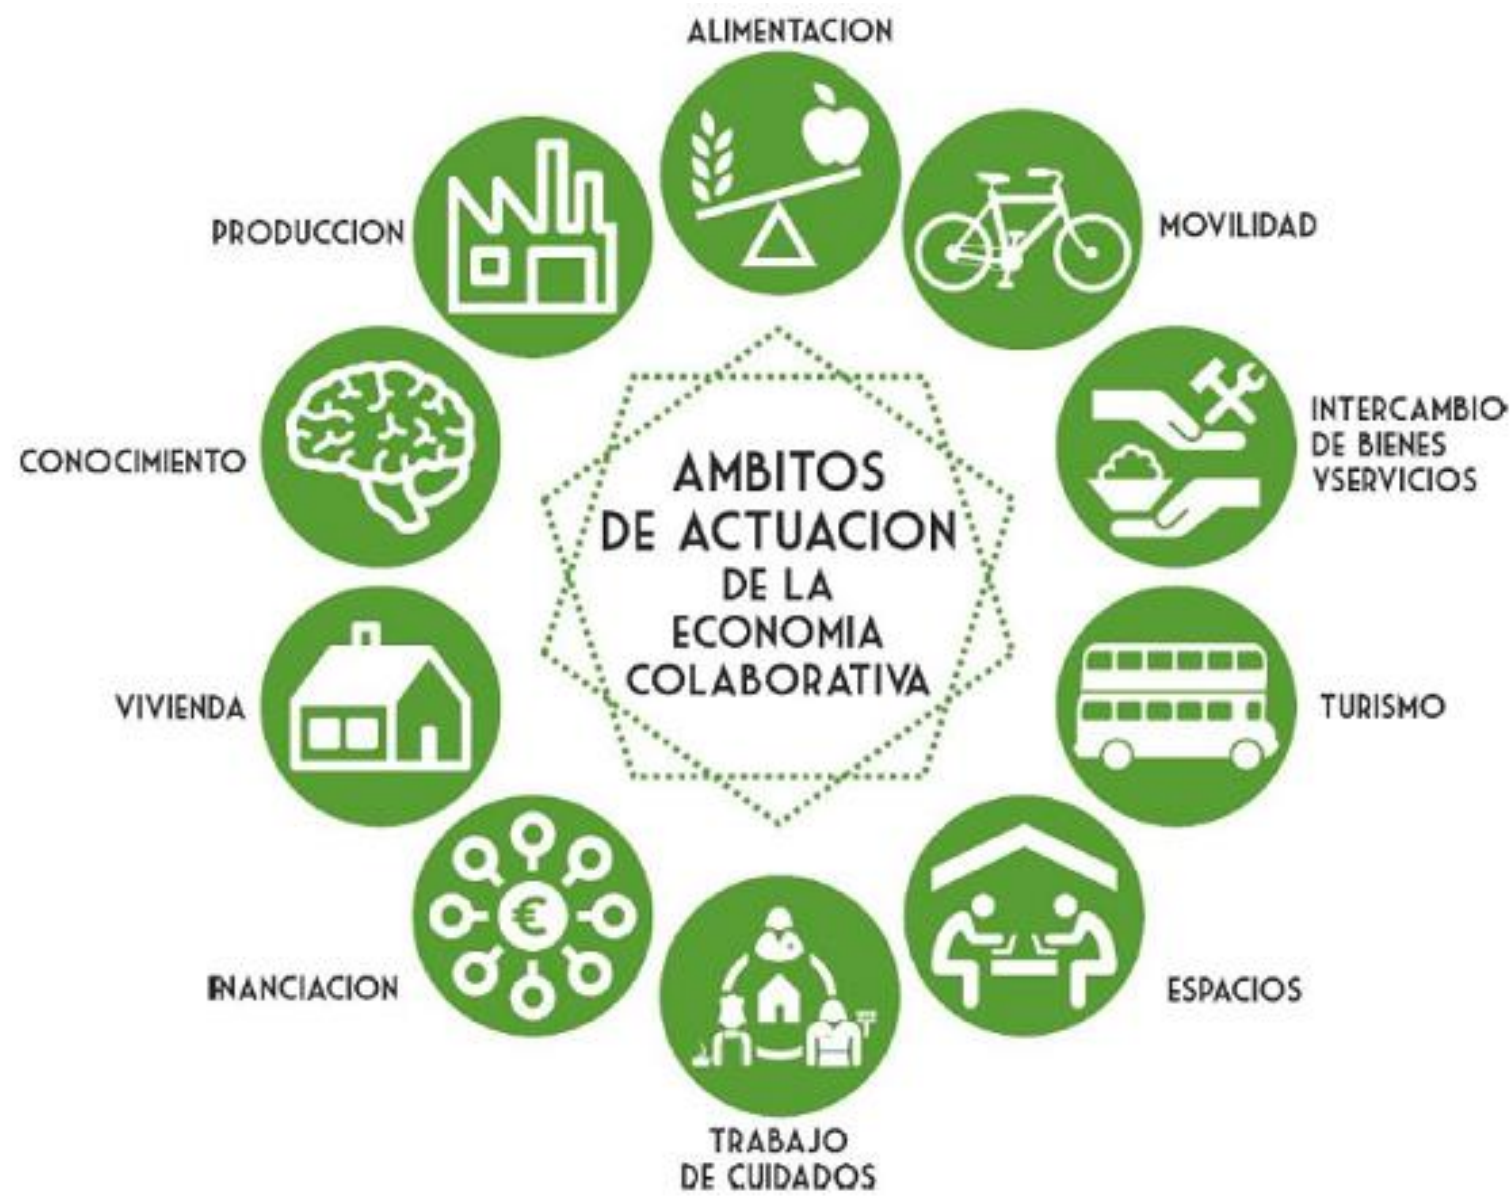 ALIMENTACION
PRODUCCION
MOVILIDAD
INTERCAMBIO
DE BIENES
YSERVICIOS
CONOCIMIENTO
AMBITOS
DE ACTUACION
DE LA
ECONOMIA
COLABORATIVA
VIVIENDA
TURISMO
€
FINANCIACION
ESPACIOS
TRABAJO
DE CUIDADOS